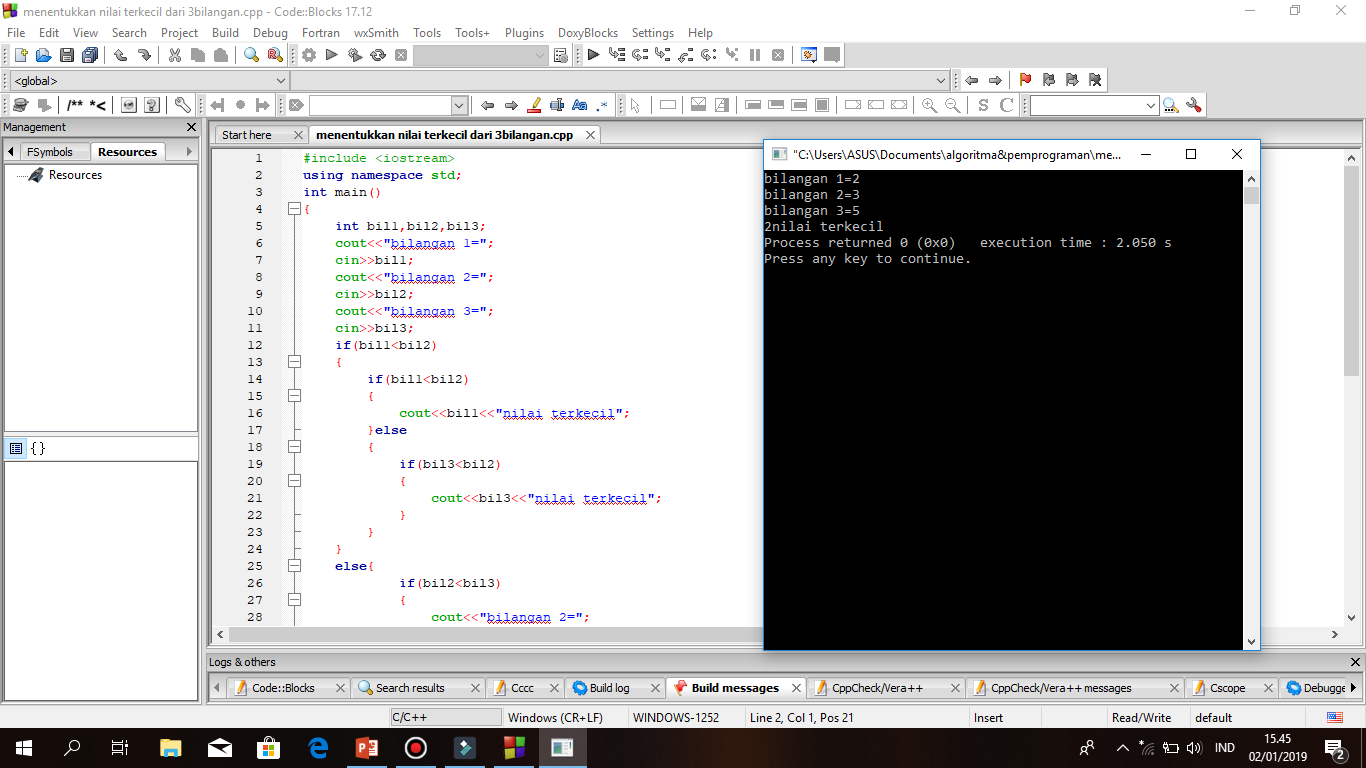 menentukkan nilai terkecil dari 3bilangan.cpp - Code::Blocks 17.12
File Edit View Search Project Build Debug Fortran wxSmith Tools Tools+ Plugins DoxyBlocks Settings Help
<global>
/** *<
Aa .*
S C
Management
Start here menentukkan nilai terkecil dari 3bilangan.cpp
FSymbols Resources
Resources
{}
1 #include <iostream>
2 using namespace std;
3 int main()
4 {
5 int bil1,bil2,bil3;
6 cout<<"bilangan 1=";
7 cin>>bil1;
8 cout<<"bilangan 2=";
9 cin>>bil2;
10 cout<<"bilangan 3=";
11 cin>>bil3;
12 if(bil1<bil2)
13 {
14 if(bil1<bil2)
15 {
16 cout<<bil1<<"nilai terkecil";
17 }else
18 {
19 if(bil3<bil2)
20 {
21 cout<<bil3<<"nilai terkecil";
22 }
23 }
24 }
25 else{
26 if(bil2<bil3)
27 {
28 cout<<"bilangan 2=";
"C:\Users\ASUS\Documents\algoritma&pemprograman\me...
bilangan 1=2
bilangan 2=3
bilangan 3=5
2nilai terkecil
Process returned 0 (0x0)   execution time : 2.050 s
Press any key to continue.
Logs & others
Code::Blocks Search results Cccc Build log Build messages CppCheck/Vera++ CppCheck/Vera++ messages Cscope Debugge
C/C++ Windows (CR+LF) WINDOWS-1252 Line 2, Col 1, Pos 21 Insert Read/Write default
IND
15.45
02/01/2019
2